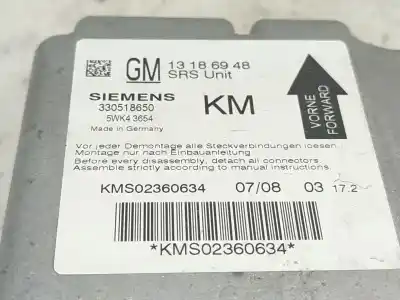 GM 13 18 69 48
SRS Unit
SIEMENS
330518650
5WK4 3654
Made in Germany
KM
VORNE
FORWARD
Vor jeder Demontage alle Steckverbindungen loesen.
Montage nur nach Einbauanleitung
Before every disassembly, detach all connectors.
Assemble strictly according to manual instructions.
KMS02360634 07/08 03 17.2
*KMS02360634*